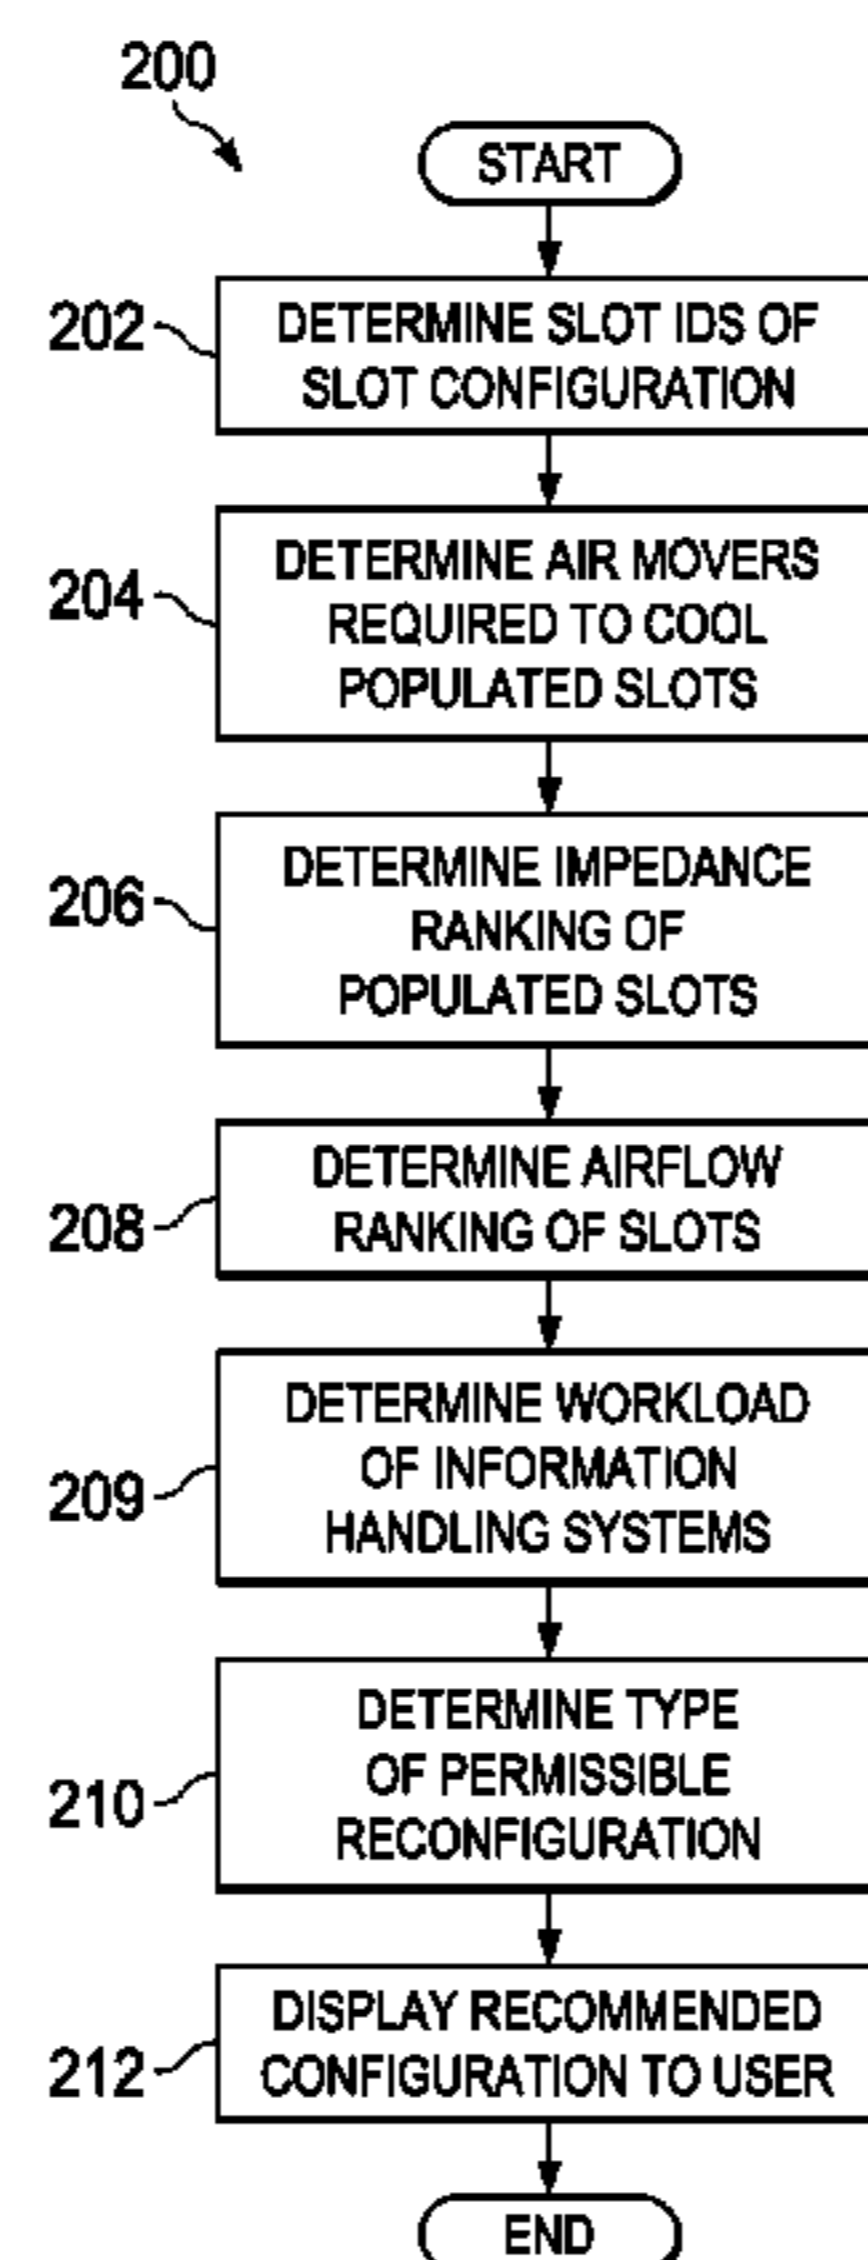 200
START
202
DETERMINE SLOT IDS OF
SLOT CONFIGURATION
204
DETERMINE AIR MOVERS
REQUIRED TO COOL
POPULATED SLOTS
206
DETERMINE IMPEDANCE
RANKING OF
POPULATED SLOTS
208
DETERMINE AIRFLOW
RANKING OF SLOTS
209
DETERMINE WORKLOAD
OF INFORMATION
HANDLING SYSTEMS
210
DETERMINE TYPE
OF PERMISSIBLE
RECONFIGURATION
212
DISPLAY RECOMMENDED
CONFIGURATION TO USER
END